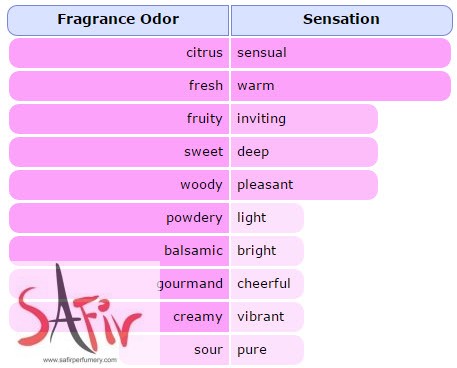 Fragrance Odor Sensation
citrus sensual
fresh warm
fruity inviting
sweet deep
woody pleasant
powdery light
balsamic bright
gourmand cheerful
creamy vibrant
sour pure
SAFir
www.safirperfumery.com